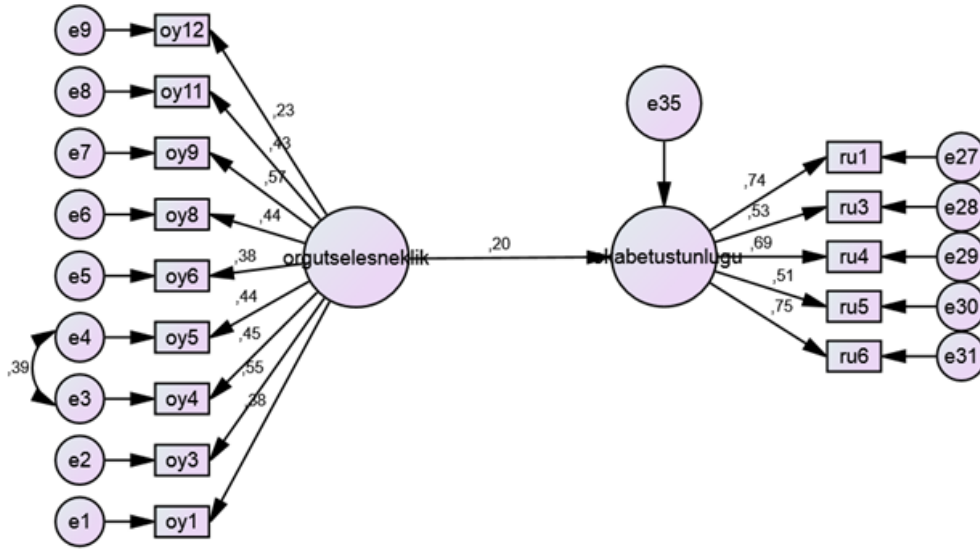 e9
oy12
e8
oy11
e7
oy9
e6
oy8
e5
oy6
e4
oy5
e3
oy4
e2
oy3
e1
oy1
,39
,23
,43
,57
,44
,38
,44
,45
,55
,38
orgutselesneklik
,20
e35
,74
,53
,69
,51
,75
ru1
e27
ru3
e28
ru4
e29
ru5
e30
ru6
e31